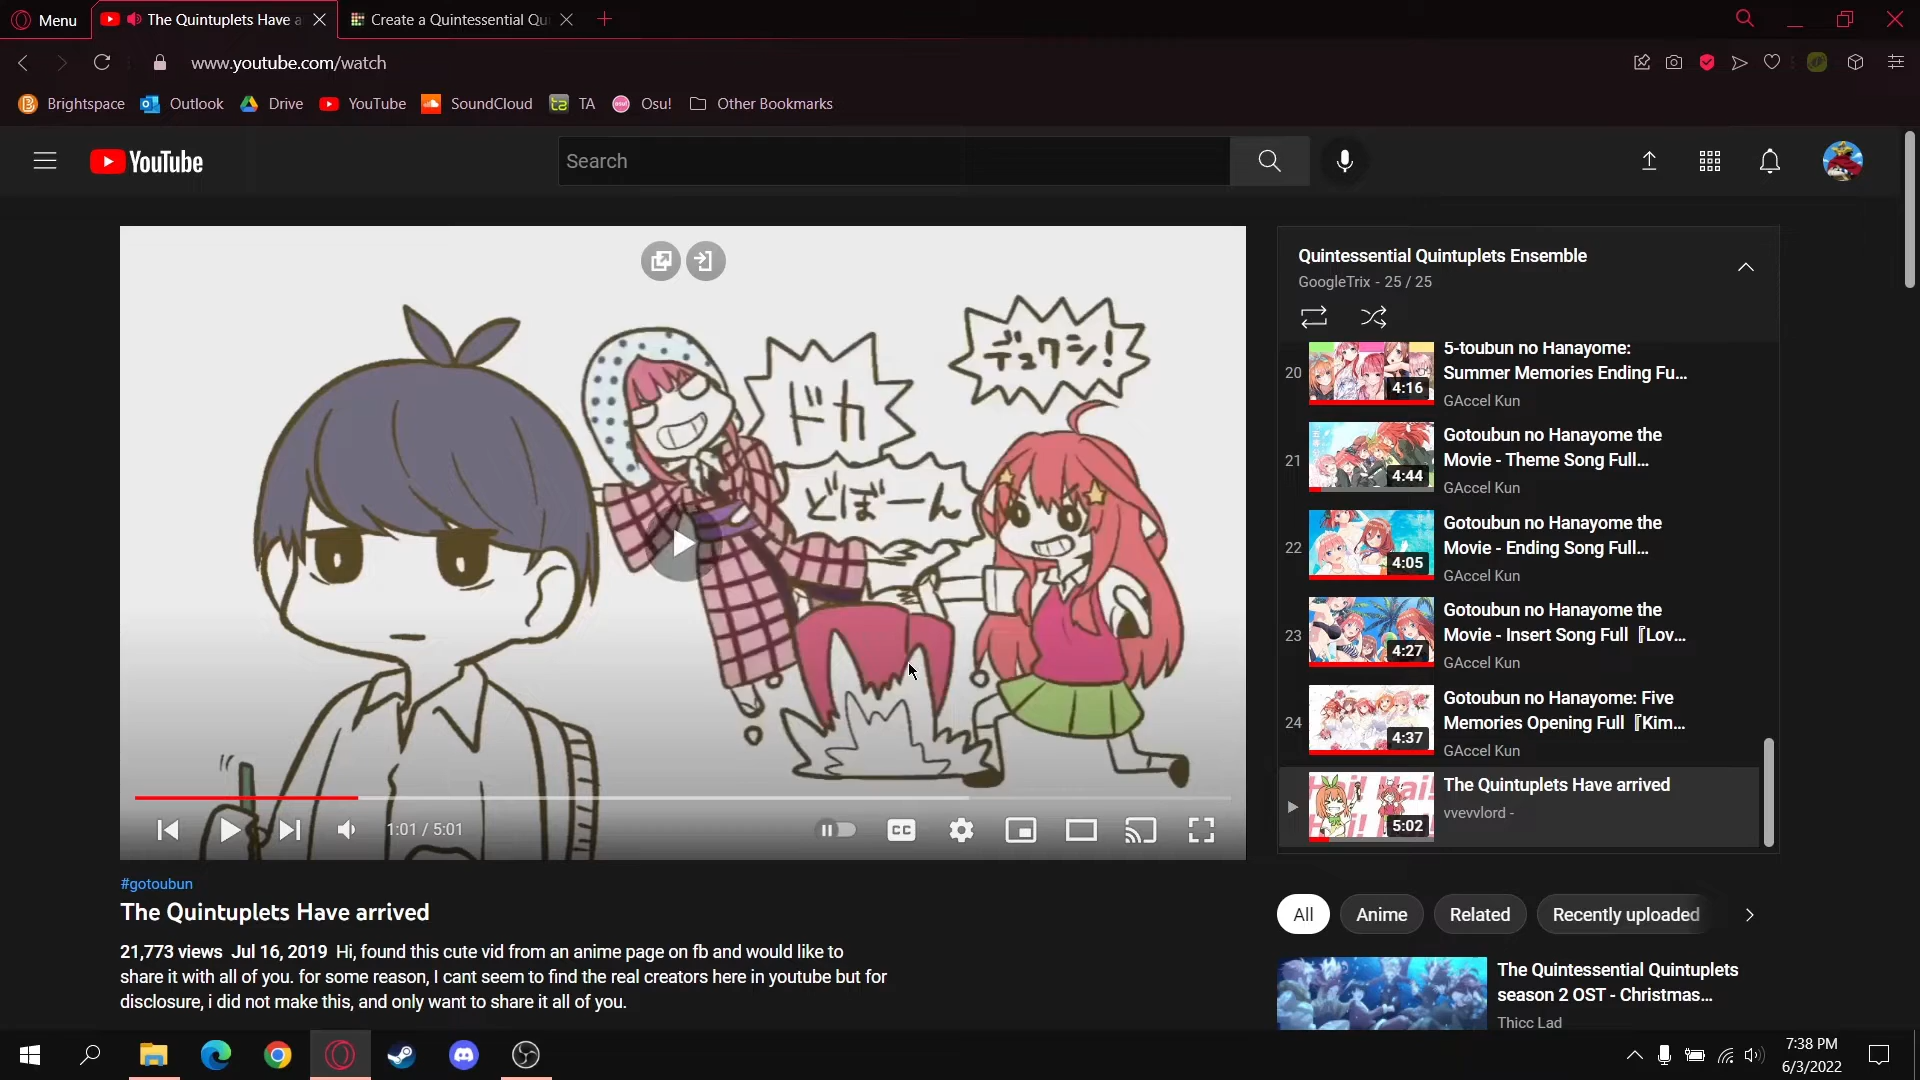 Menu
The Quintuplets Have a
Create a Quintessential Qu
www.youtube.com/watch
Brightspace
Outlook
Drive
YouTube
SoundCloud
TA
Osu!
Other Bookmarks
YouTube
Search
ドカ
デュクシ!
どぼーん
1:01 / 5:01
CC
#gotoubun
The Quintuplets Have arrived
21,773 views Jul 16, 2019 Hi, found this cute vid from an anime page on fb and would like to
share it with all of you. for some reason, I cant seem to find the real creators here in youtube but for
disclosure, i did not make this, and only want to share it all of you.
Quintessential Quintuplets Ensemble
GoogleTrix - 25 / 25
20
4:16
5-toubun no Hanayome:
Summer Memories Ending Fu...
GAccel Kun
21
4:44
Gotoubun no Hanayome the
Movie - Theme Song Full...
GAccel Kun
22
4:05
Gotoubun no Hanayome the
Movie - Ending Song Full...
GAccel Kun
23
4:27
Gotoubun no Hanayome the
Movie - Insert Song Full『Lov...
GAccel Kun
24
4:37
Gotoubun no Hanayome: Five
Memories Opening Full『Kim...
GAccel Kun
5:02
The Quintuplets Have arrived
vvevvlord -
All
Anime
Related
Recently uploaded
The Quintessential Quintuplets
season 2 OST - Christmas...
Thicc Lad
7:38 PM
6/3/2022